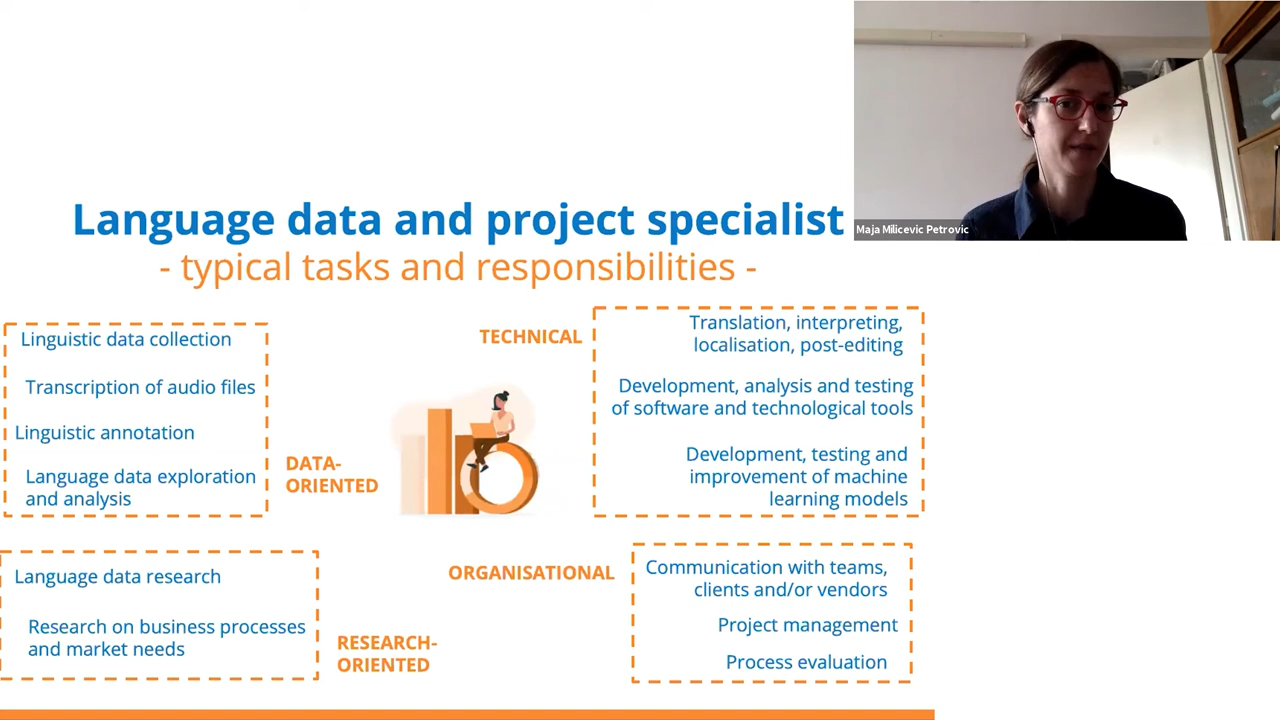 Maja Milicevic Petrovic
Language data and project specialist
- typical tasks and responsibilities -
Linguistic data collection
Transcription of audio files
Linguistic annotation
Language data exploration
and analysis
DATA-
ORIENTED
TECHNICAL
Translation, interpreting,
localisation, post-editing
Development, analysis and testing
of software and technological tools
Development, testing and
improvement of machine
learning models
Language data research
Research on business processes
and market needs
RESEARCH-
ORIENTED
ORGANISATIONAL
Communication with teams,
clients and/or vendors
Project management
Process evaluation